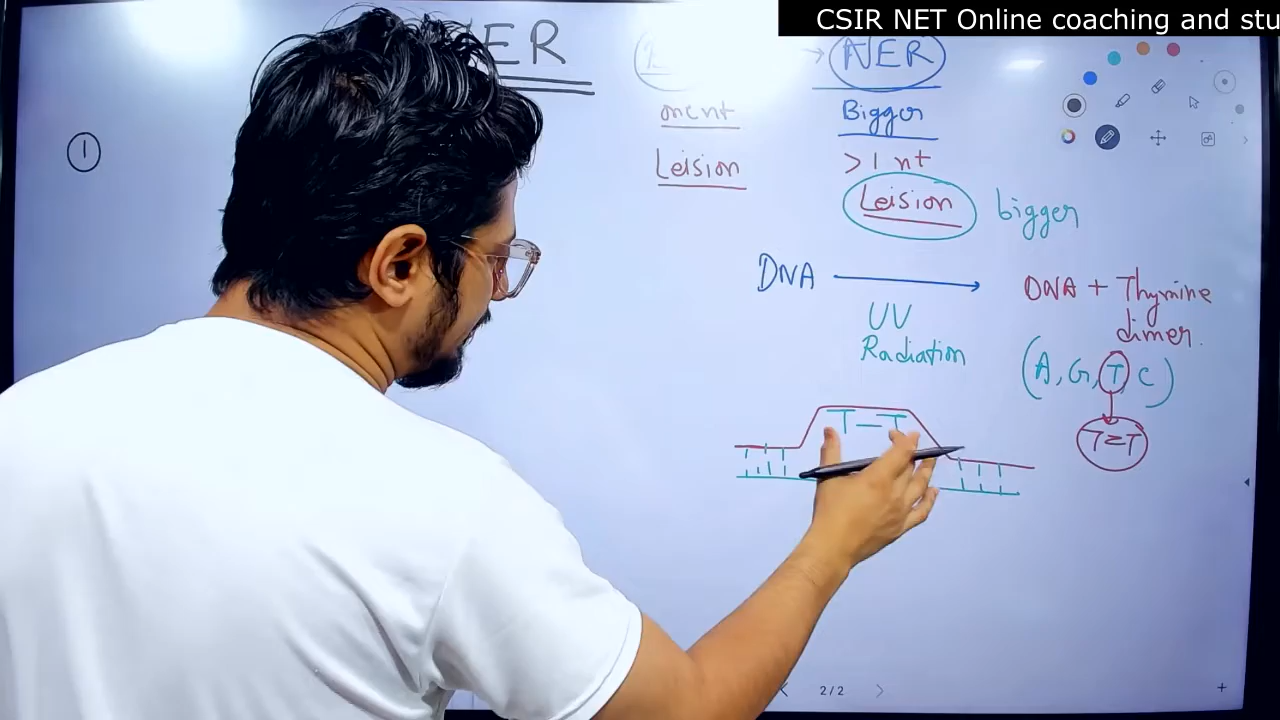 CSIR NET Online coaching and stu
NER
NER
ment
Bigger
Leision
>1 nt
Leision
bigger
①
DNA
DNA + Thymine
dimer.
UV
Radiation
(A, G, T C)
T=T
T—T
2/2